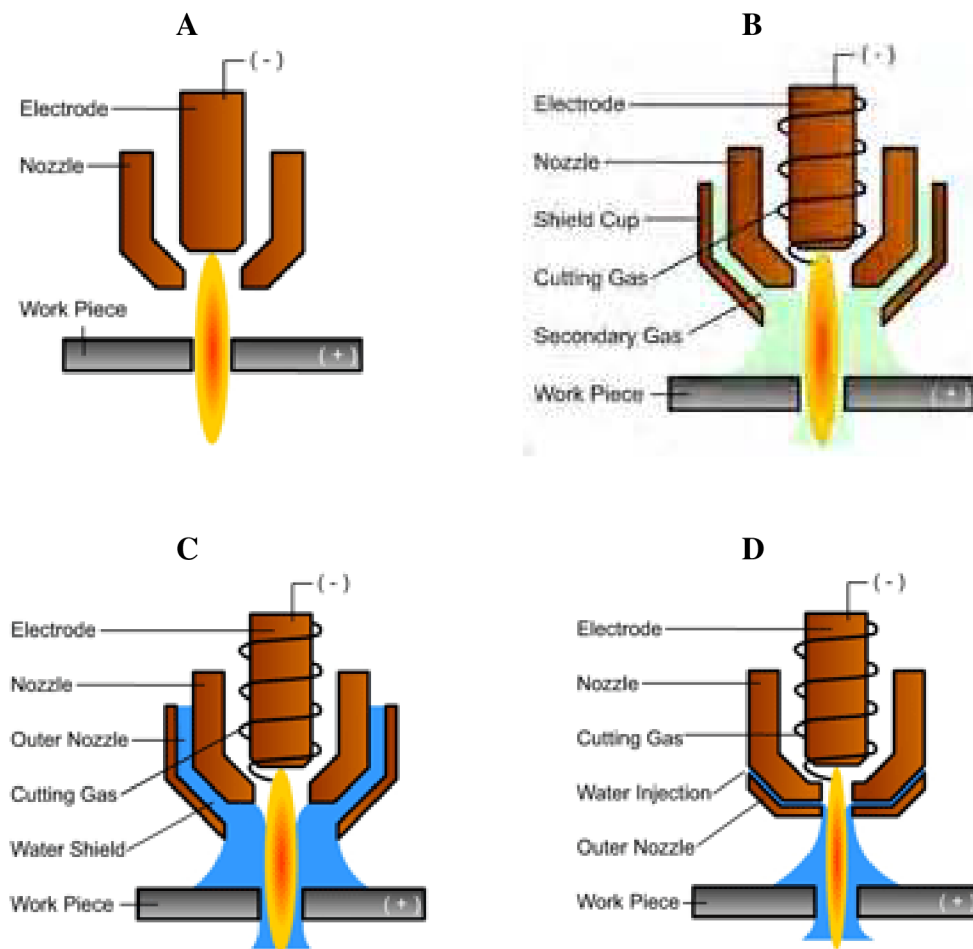 A
(-)
Electrode
Nozzle
Work Piece
(+)
B
(-)
Electrode
Nozzle
Shield Cup
Cutting Gas
Secondary Gas
Work Piece
(+)
C
(-)
Electrode
Nozzle
Outer Nozzle
Cutting Gas
Water Shield
Work Piece
(+)
D
(-)
Electrode
Nozzle
Cutting Gas
Water Injection
Outer Nozzle
Work Piece
(+)